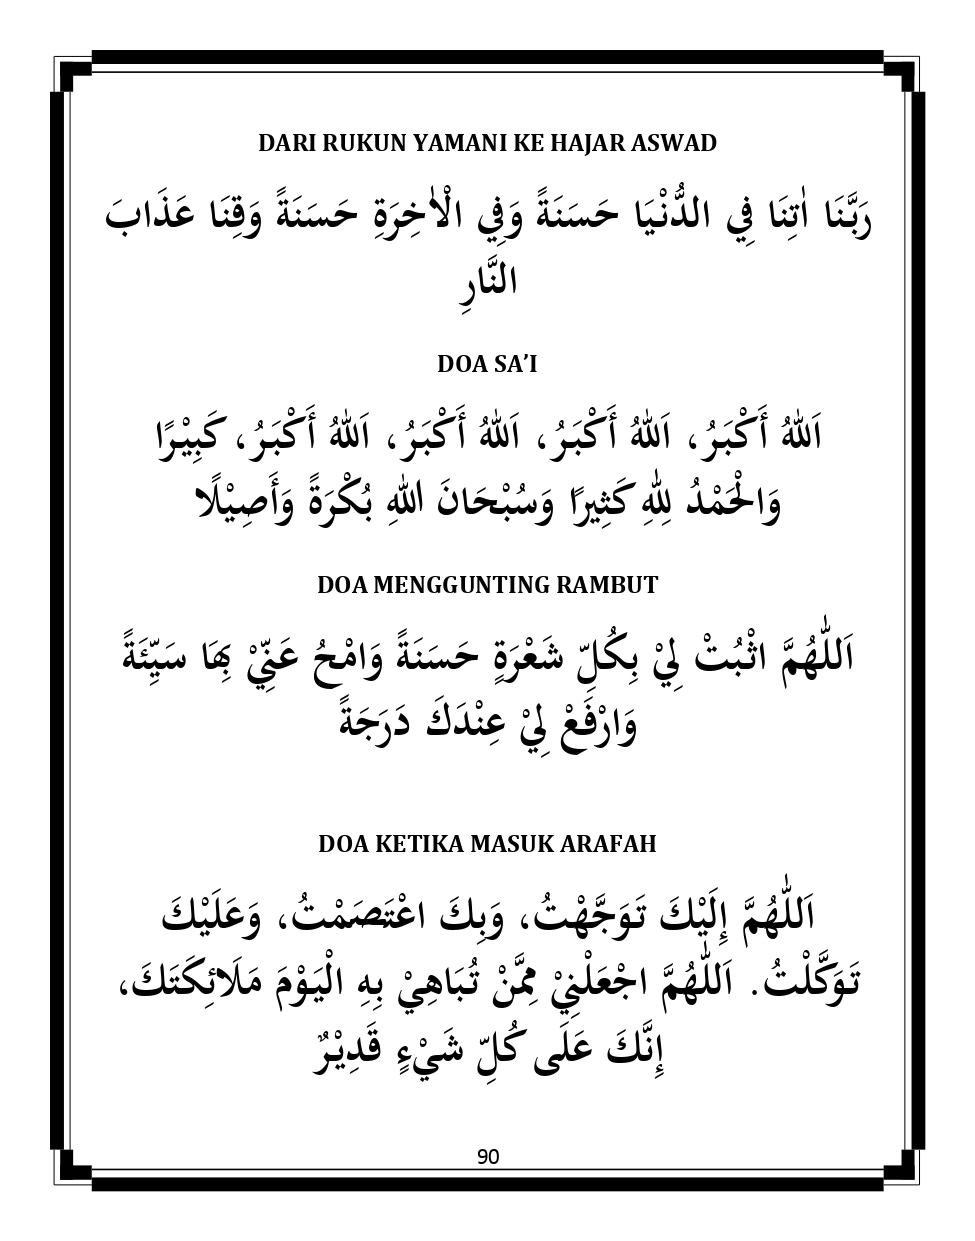 DARI RUKUN YAMANI KE HAJAR ASWAD
رَبَّنَا اٰتِنَا فِي الدُّنْيَا حَسَنَةً وَفِي الْاٰخِرَةِ حَسَنَةً وَقِنَا عَذَابَ
النَّارِ
DOA SA’I
اَللهُ أَكْبَرُ، اَللهُ أَكْبَرُ، اَللهُ أَكْبَرُ، اَللهُ أَكْبَرُ، كَبِيْرًا
وَالْحَمْدُ لِلهِ كَثِيرًا وَسُبْحَانَ اللهِ بُكْرَةً وَأَصِيْلًا
DOA MENGGUNTING RAMBUT
اَللّٰهُمَّ اثْبُتْ لِيْ بِكُلِّ شَعْرَةٍ حَسَنَةً وَامْحُ عَنِّيْ بِهَا سَيِّئَةً
وَارْفَعْ لِيْ عِنْدَكَ دَرَجَةً
DOA KETIKA MASUK ARAFAH
اَللّٰهُمَّ إِلَيْكَ تَوَجَّهْتُ، وَبِكَ اعْتَصَمْتُ، وَعَلَيْكَ
تَوَكَّلْتُ. اَللّٰهُمَّ اجْعَلْنِيْ مِمَّنْ تُبَاهِيْ بِهِ الْيَوْمَ مَلَائِكَتَكَ،
إِنَّكَ عَلَى كُلِّ شَيْءٍ قَدِيْرٌ
90